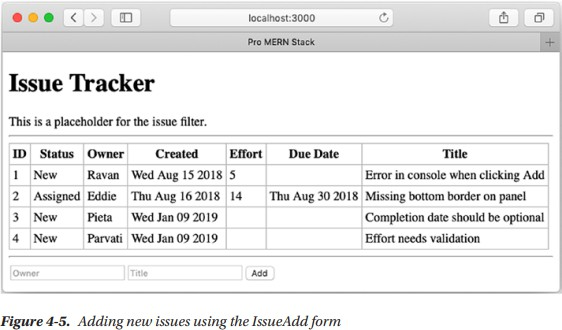 localhost:3000
Pro MERN Stack
Issue Tracker
This is a placeholder for the issue filter.
ID Status Owner Created Effort Due Date Title
1 New Ravan Wed Aug 15 2018 5 Error in console when clicking Add
2 Assigned Eddie Thu Aug 16 2018 14 Thu Aug 30 2018 Missing bottom border on panel
3 New Pieta Wed Jan 09 2019 Completion date should be optional
4 New Parvati Wed Jan 09 2019 Effort needs validation
Owner Title Add
Figure 4-5. Adding new issues using the IssueAdd form